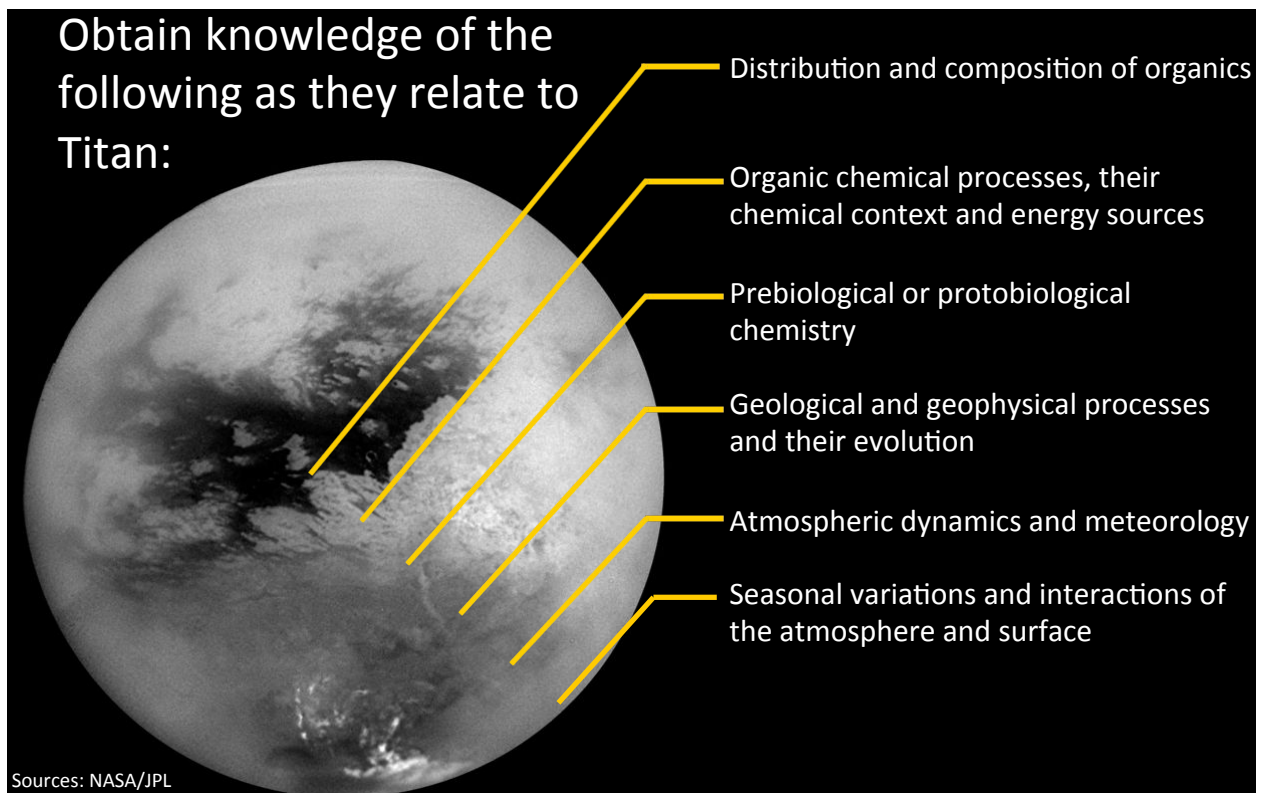 Obtain knowledge of the
following as they relate to
Titan:
Distribution and composition of organics
Organic chemical processes, their
chemical context and energy sources
Prebiological or protobiological
chemistry
Geological and geophysical processes
and their evolution
Atmospheric dynamics and meteorology
Seasonal variations and interactions of
the atmosphere and surface
Sources: NASA/JPL